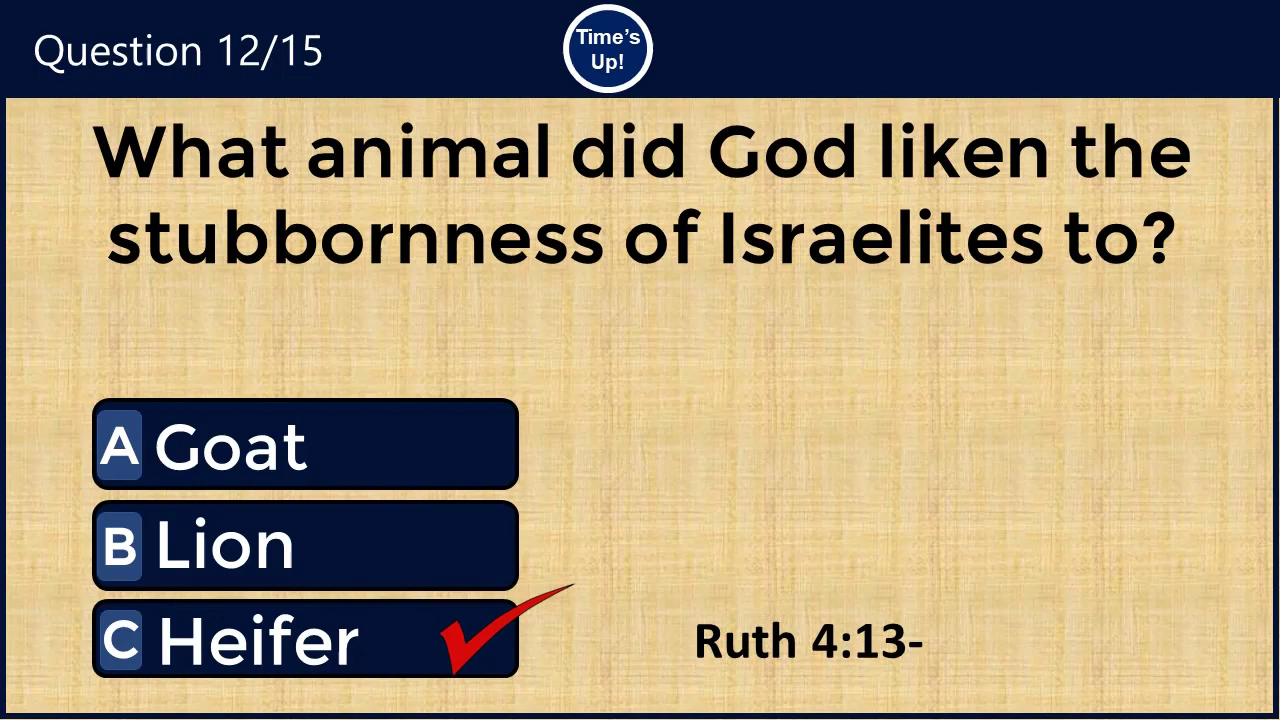 Question 12/15
Time's
Up!
What animal did God liken the
stubbornness of Israelites to?
A Goat
B Lion
C Heifer
Ruth 4:13-